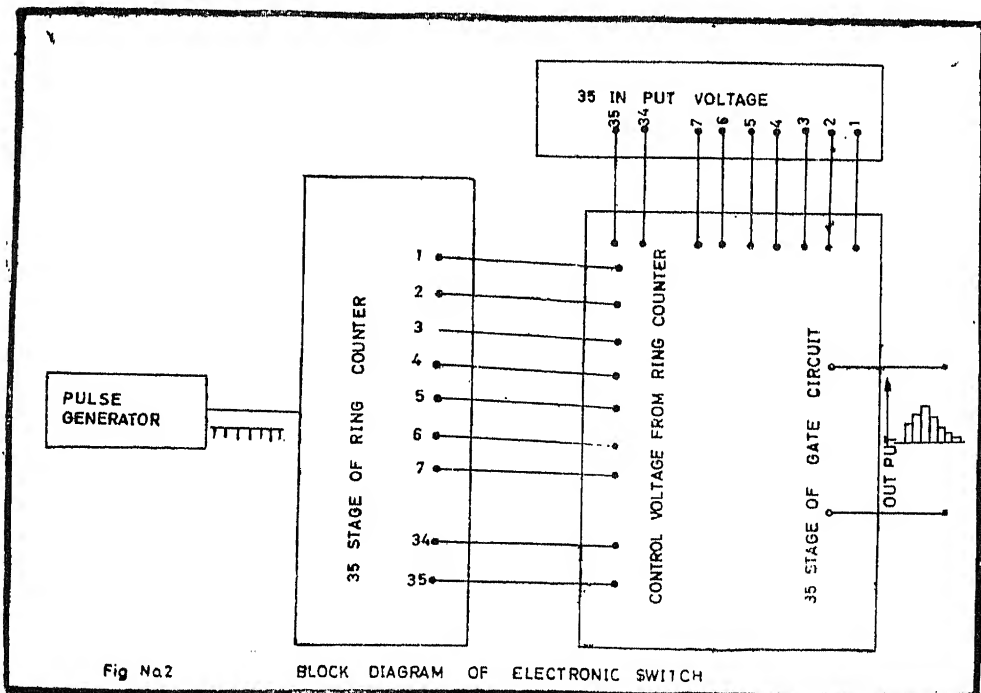 35 IN PUT VOLTAGE
35
34
7
6
5
4
3
2
1
PULSE
GENERATOR
35 STAGE OF RING COUNTER
1
2
3
4
5
6
7
34
35
CONTROL VOLTAGE FROM RING COUNTER
35 STAGE OF GATE CIRCUIT
OUT PUT
Fig No.2
BLOCK DIAGRAM OF ELECTRONIC SWITCH